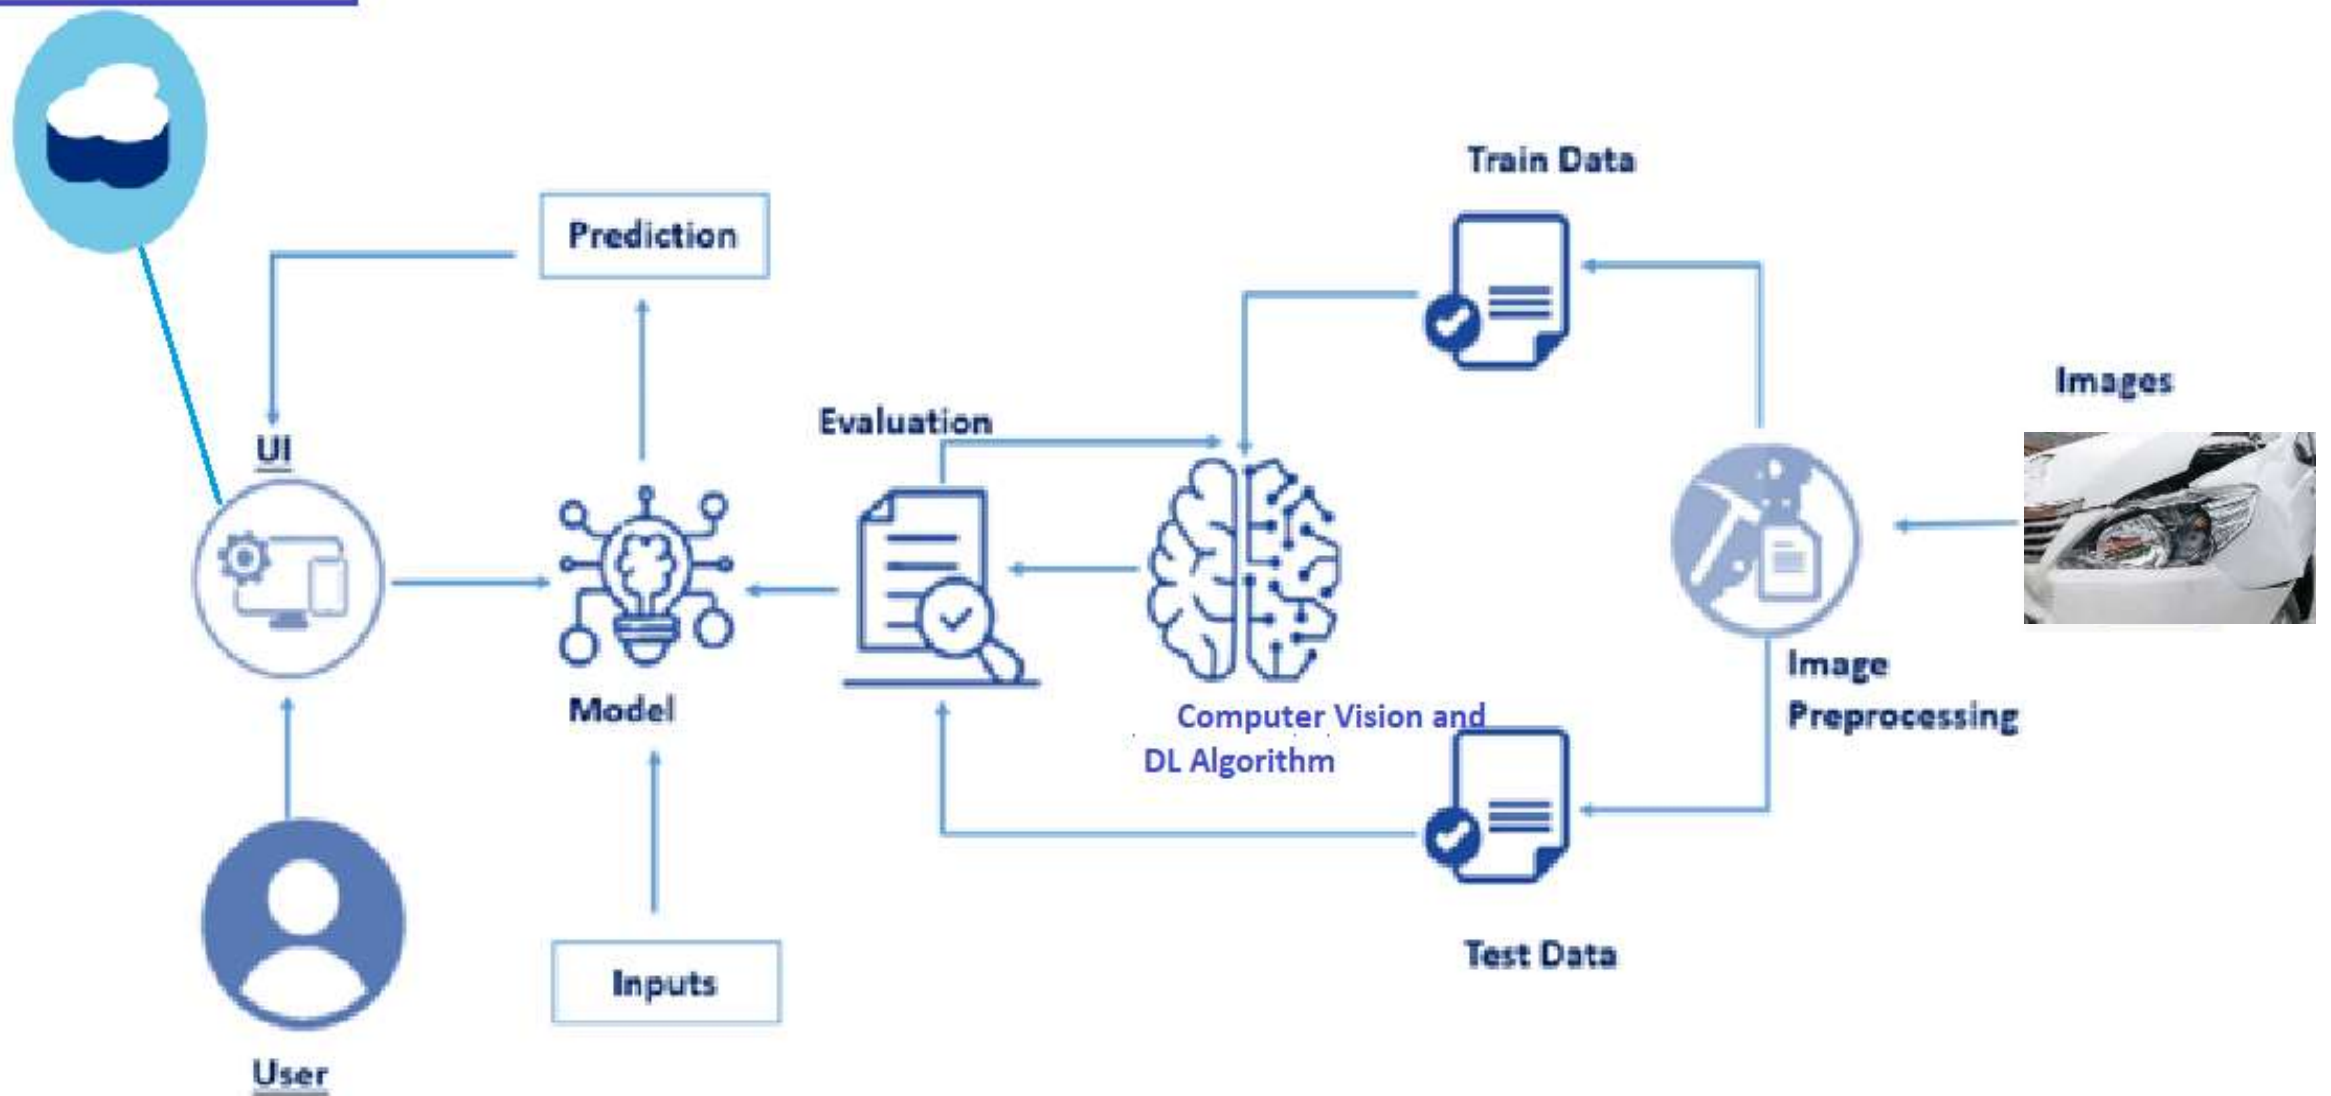 Train Data
Prediction
Images
Evaluation
UI
Image
Preprocessing
Model
Computer Vision and
DL Algorithm
Test Data
Inputs
User